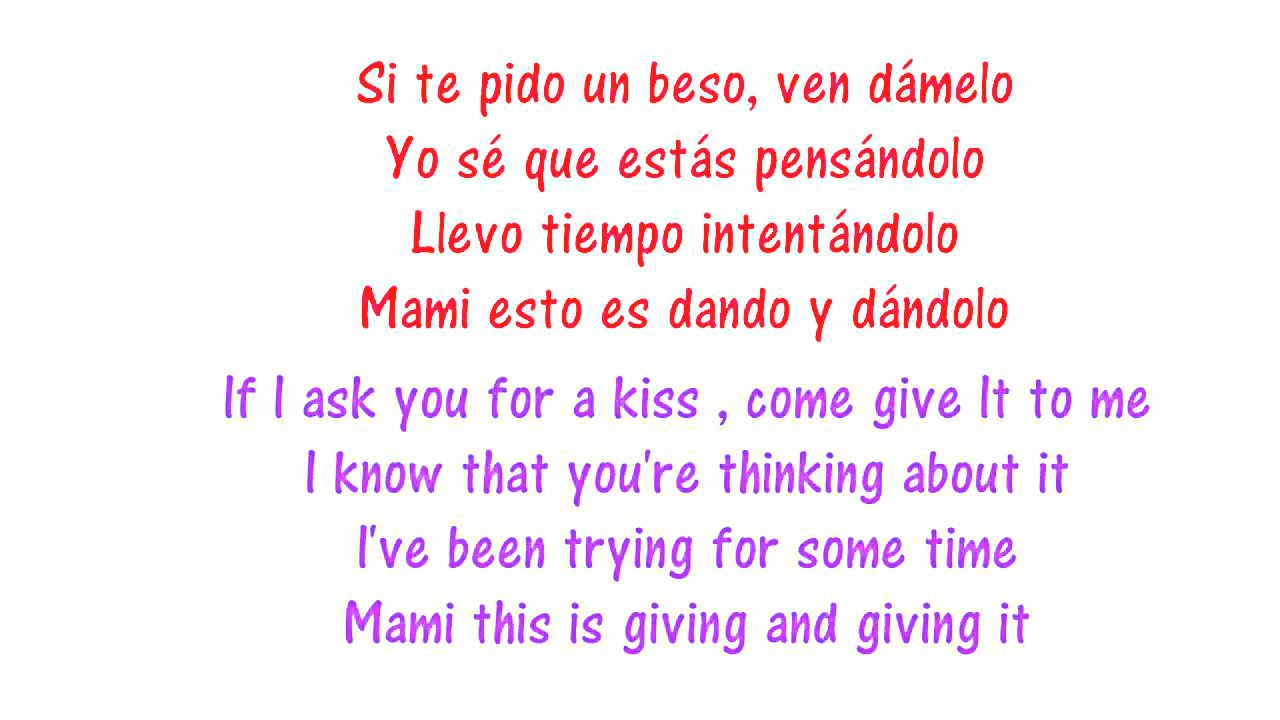 Si te pido un beso, ven dámelo
Yo sé que estás pensándolo
Llevo tiempo intentándolo
Mami esto es dando y dándolo
If I ask you for a kiss , come give It to me
I know that you're thinking about it
I've been trying for some time
Mami this is giving and giving it